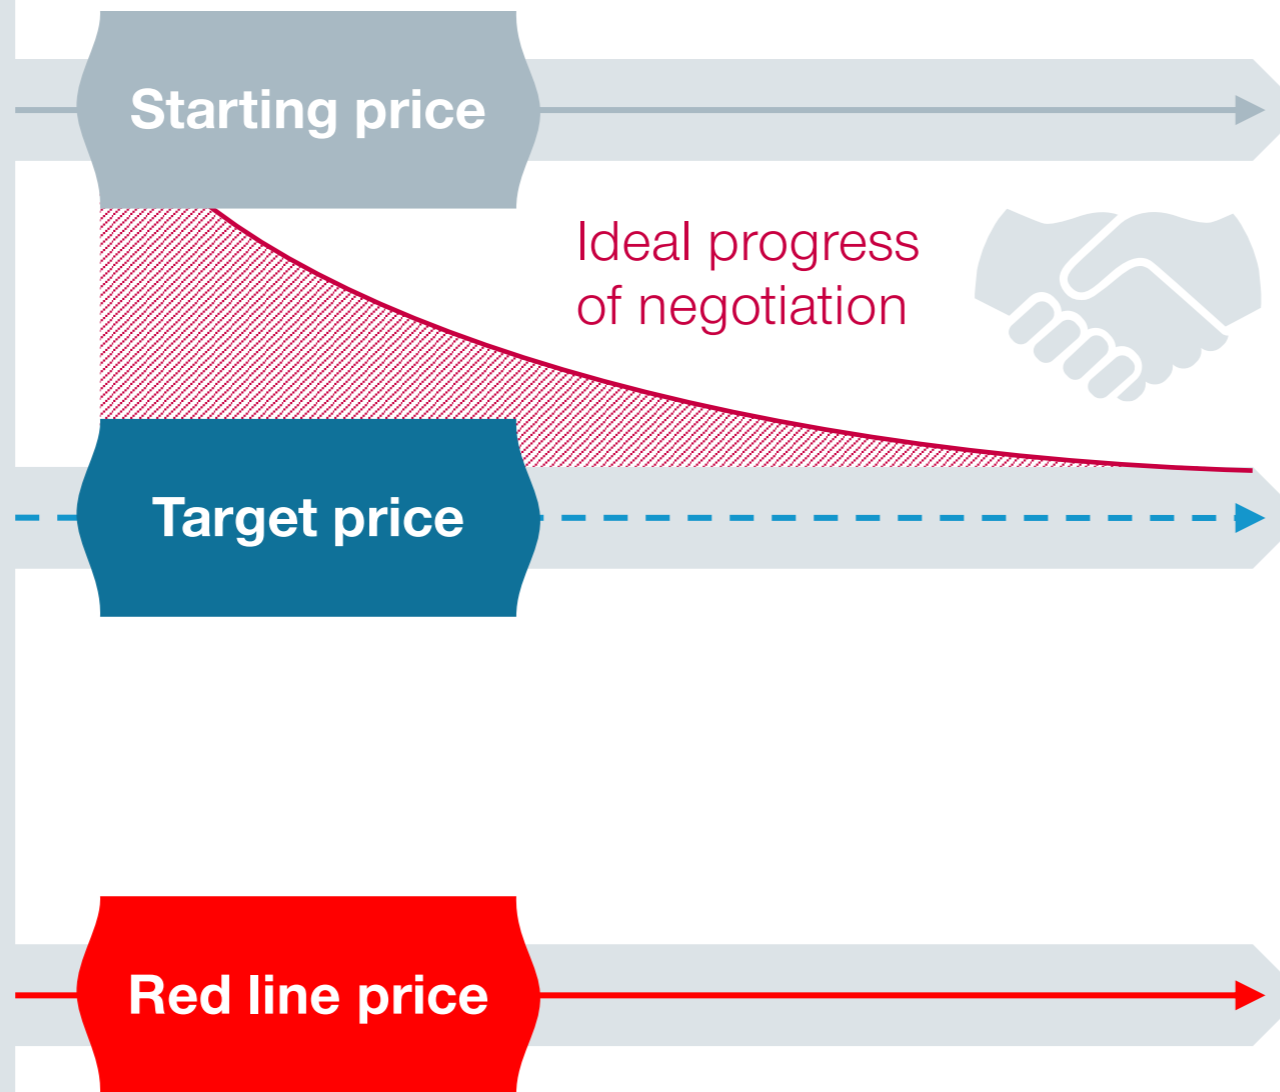 Starting price
Ideal progress
of negotiation
Target price
Red line price